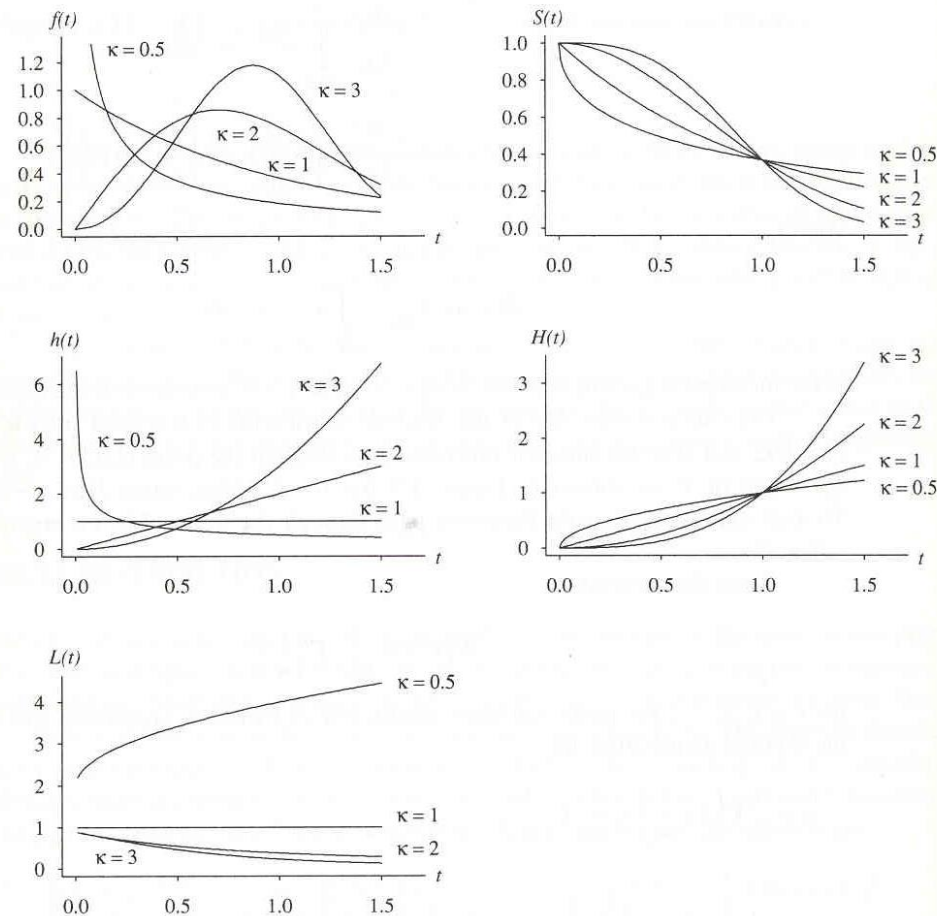 f(t)
κ = 0.5
1.2
1.0
0.8
0.6
0.4
0.2
0.0
κ = 3
κ = 2
κ = 1
t
0.0 0.5 1.0 1.5
S(t)
1.0
0.8
0.6
0.4
0.2
0.0
κ = 0.5
κ = 1
κ = 2
κ = 3
t
0.0 0.5 1.0 1.5
h(t)
6
4
2
0
κ = 3
κ = 0.5
κ = 2
κ = 1
t
0.0 0.5 1.0 1.5
H(t)
3
2
1
0
κ = 3
κ = 2
κ = 1
κ = 0.5
t
0.0 0.5 1.0 1.5
L(t)
4
3
2
1
0
κ = 0.5
κ = 1
κ = 2
κ = 3
t
0.0 0.5 1.0 1.5